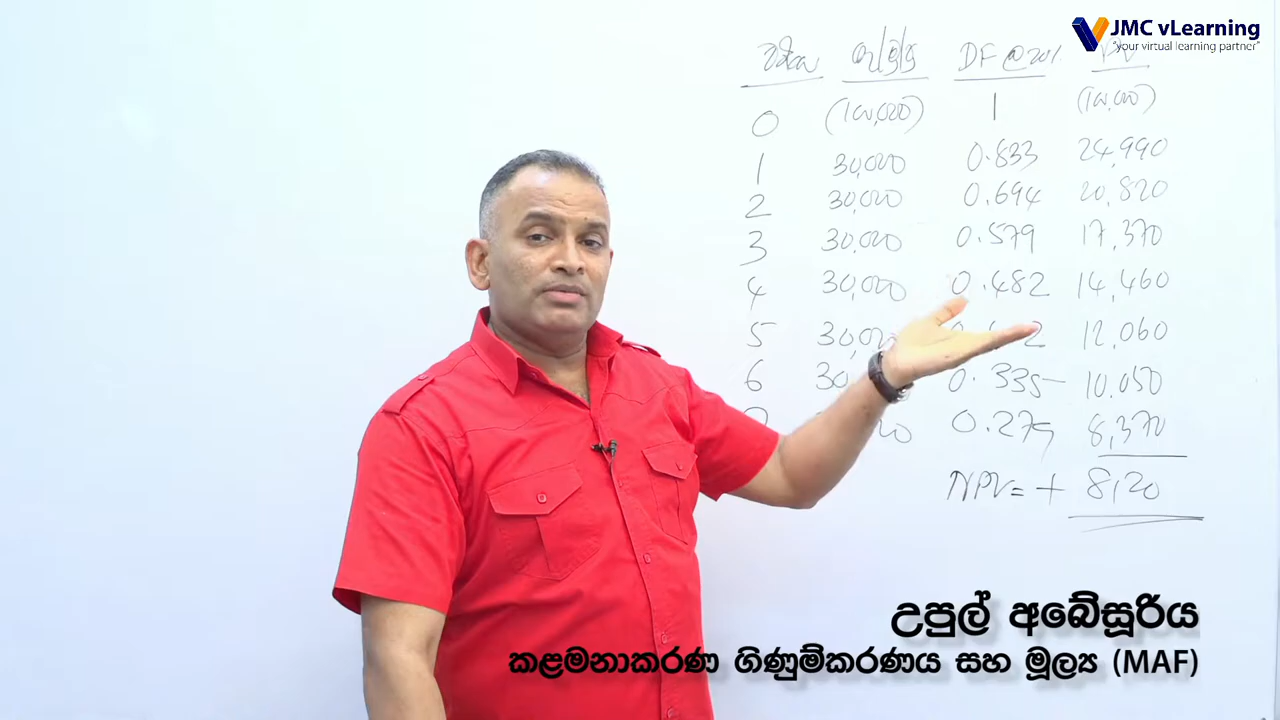 JMC vLearning
"your virtual learning partner"
DF @ 20%
0 (100,000) 1 (100,000)
1 30,000 0.833 24,990
2 30,000 0.694 20,820
3 30,000 0.579 17,370
4 30,000 0.482 14,460
5 30,000 12,060
6 0.335 10,050
0.279 8,370
NPV = + 8,120
උපුල් අබේසූරිය
කළමනාකරණ ගිණුම්කරණය සහ මූල්‍ය (MAF)